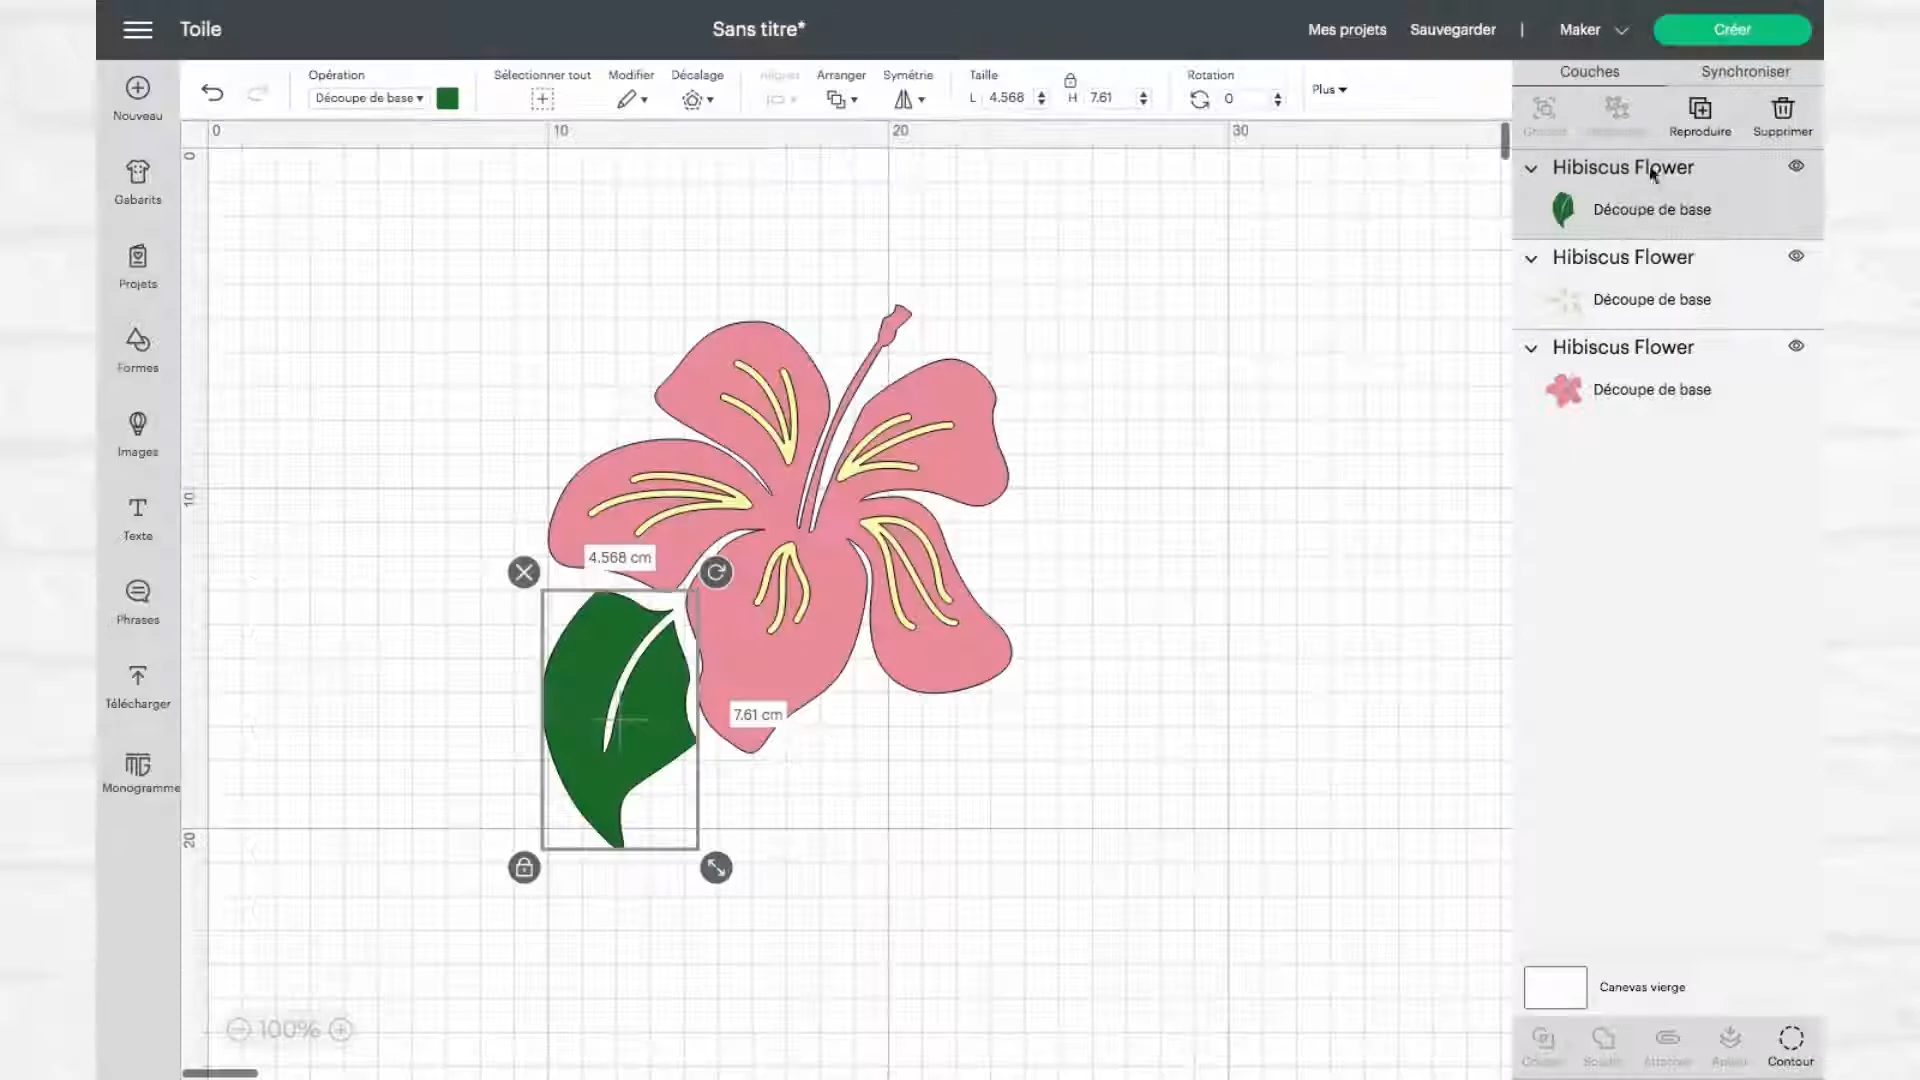 Toile
Sans titre*
Mes projets
Sauvegarder
|
Maker
Créer
Nouveau
Gabarits
Projets
Formes
Images
Texte
Phrases
Télécharger
Monogramme
Opération
Découpe de base
Sélectionner tout
Modifier
Décalage
Aligner
Arranger
Symétrie
Taille
L 4.568
H 7.61
Rotation
0
Plus
0 10 20 30
0
10
20
4.568 cm
7.61 cm
100%
Couches
Synchroniser
Reproduire
Supprimer
Hibiscus Flower
Découpe de base
Hibiscus Flower
Découpe de base
Hibiscus Flower
Découpe de base
Canevas vierge
Contour